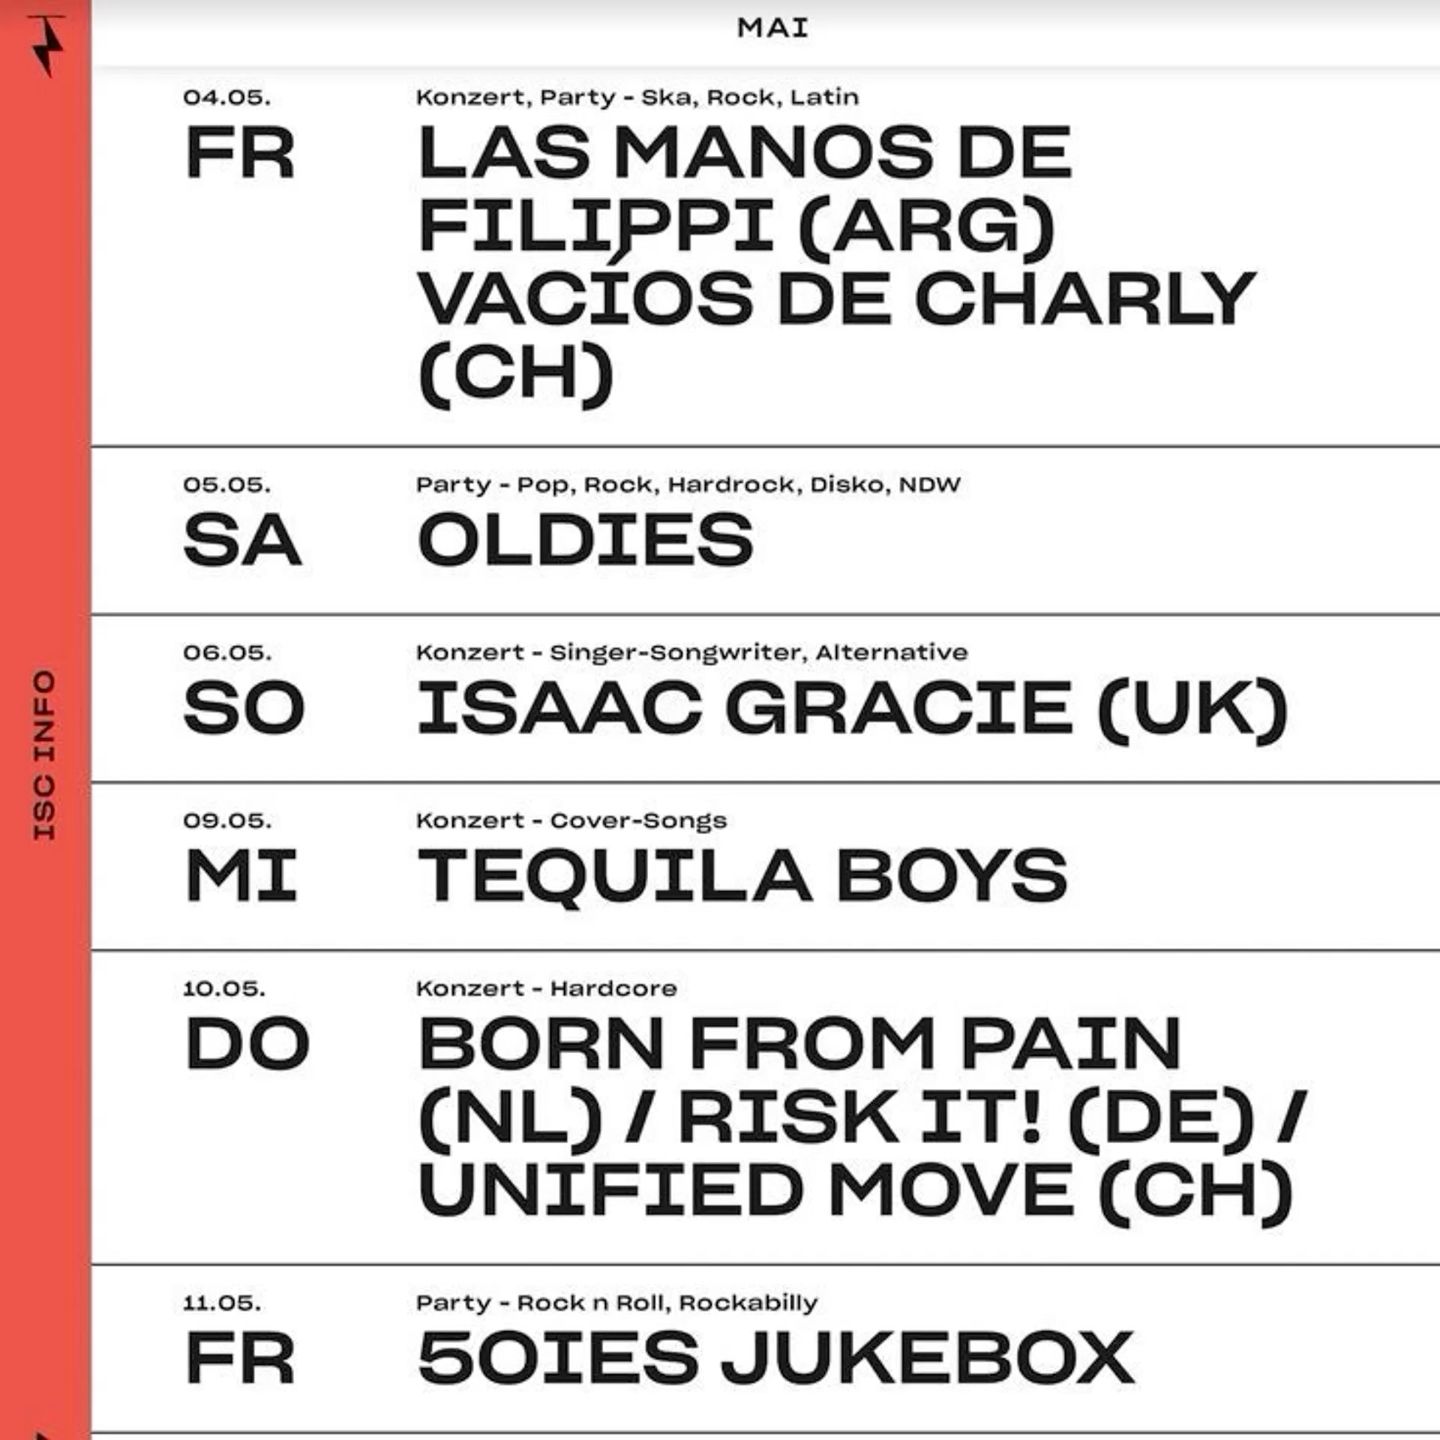 MAI
04.05.
FR
Konzert, Party - Ska, Rock, Latin
LAS MANOS DE
FILIPPI (ARG)
VACÍOS DE CHARLY
(CH)
05.05.
SA
Party - Pop, Rock, Hardrock, Disko, NDW
OLDIES
06.05.
SO
Konzert - Singer-Songwriter, Alternative
ISAAC GRACIE (UK)
09.05.
MI
Konzert - Cover-Songs
TEQUILA BOYS
10.05.
DO
Konzert - Hardcore
BORN FROM PAIN
(NL) / RISK IT! (DE) /
UNIFIED MOVE (CH)
11.05.
FR
Party - Rock n Roll, Rockabilly
50IES JUKEBOX
ISC INFO